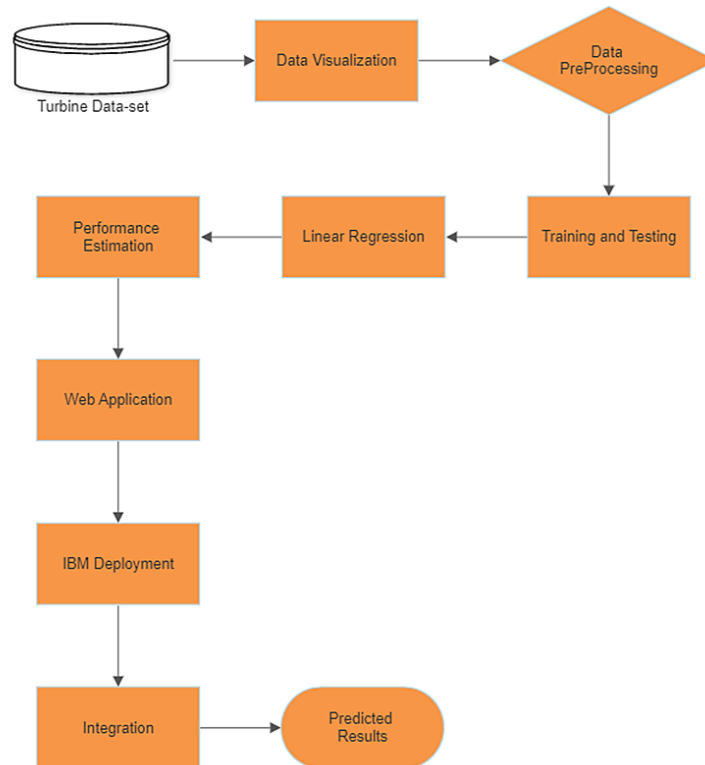 Turbine Data-set
Data Visualization
Data
PreProcessing
Training and Testing
Linear Regression
Performance
Estimation
Web Application
IBM Deployment
Integration
Predicted
Results